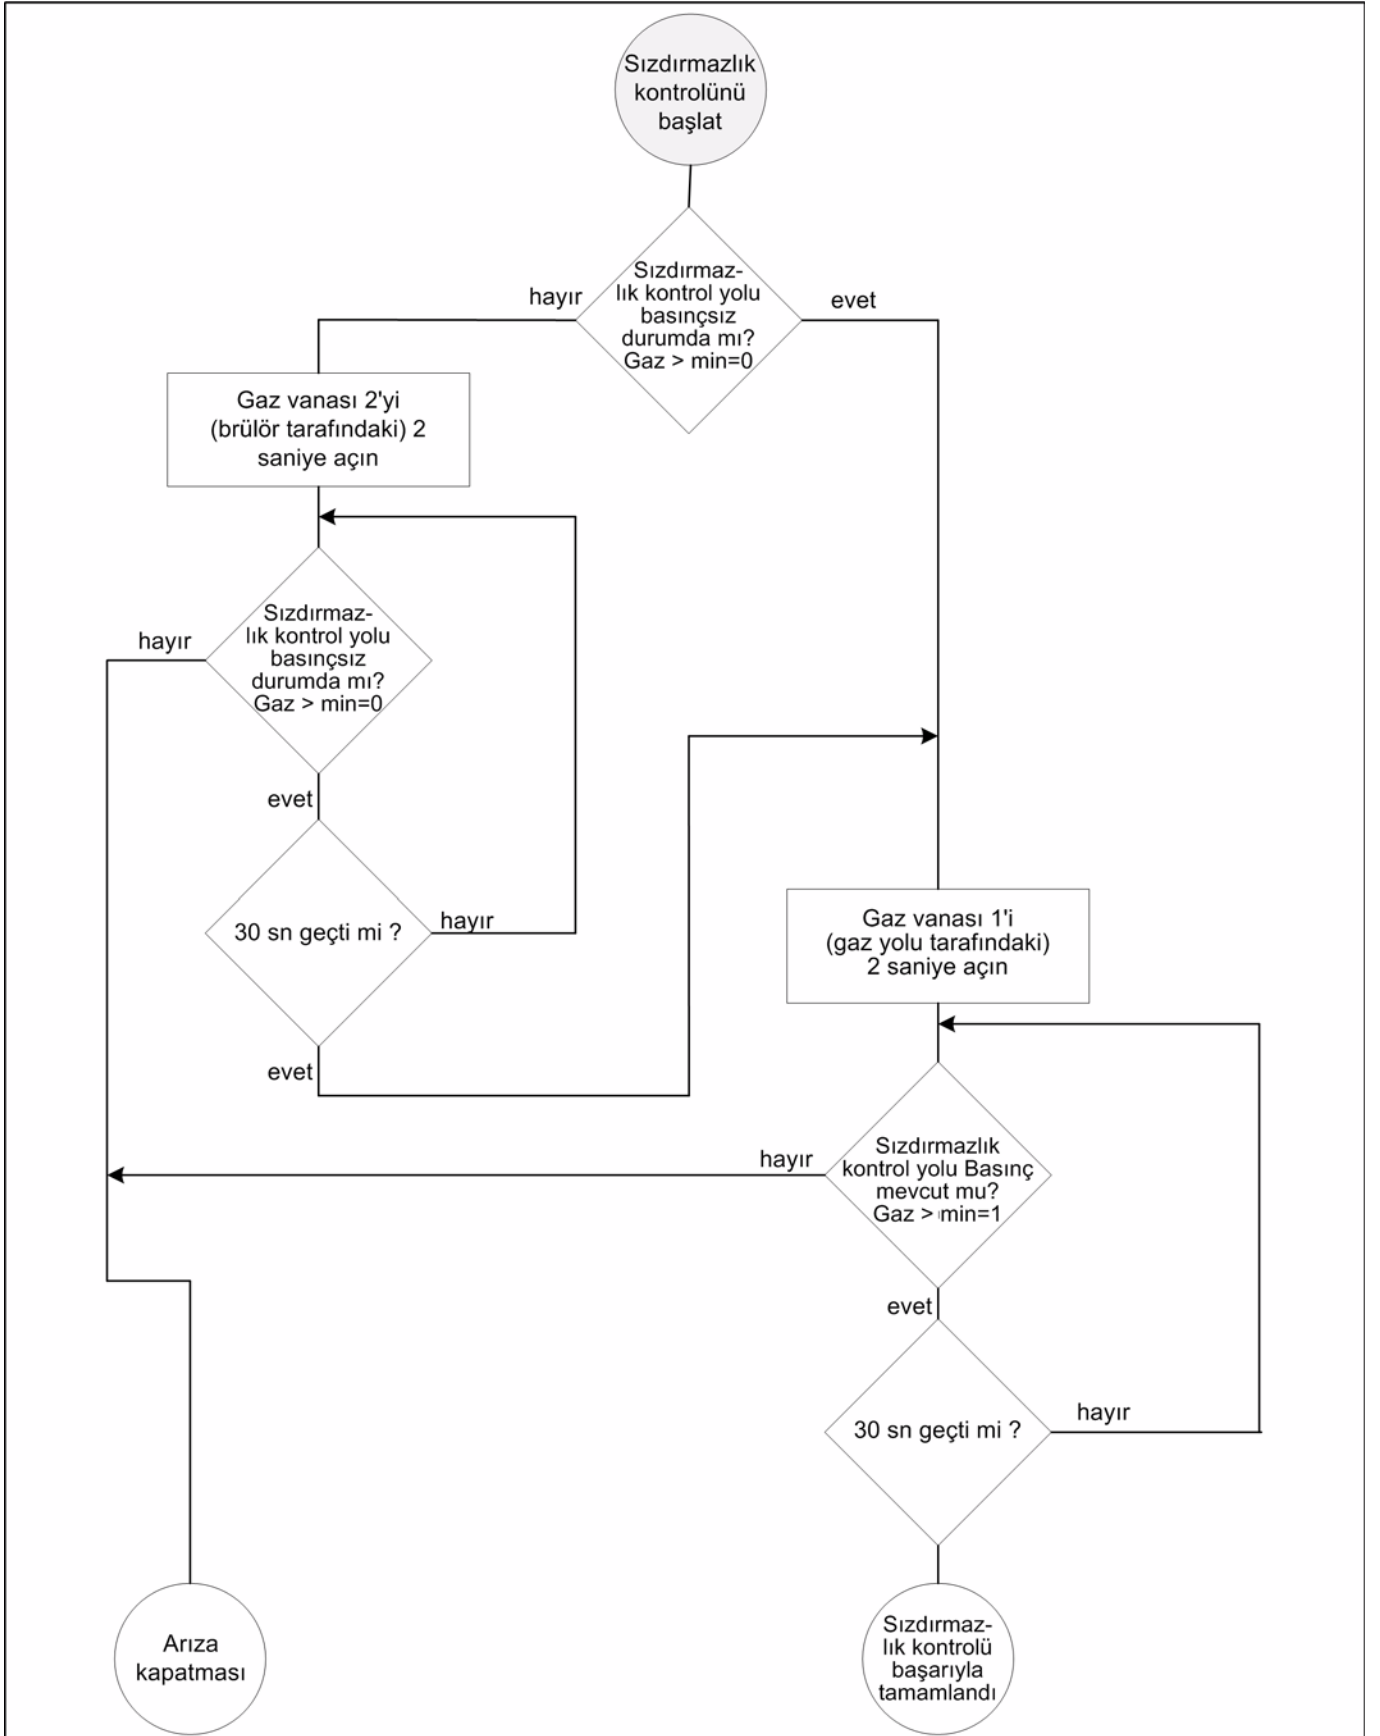 Sızdırmazlık
kontrolünü
başlat
Sızdırmaz-
lık kontrol yolu
basınçsız
durumda mı?
Gaz > min=0
hayır
evet
Gaz vanası 2'yi
(brülör tarafındaki) 2
saniye açın
Sızdırmaz-
lık kontrol yolu
basınçsız
durumda mı?
Gaz > min=0
hayır
evet
30 sn geçti mi ?
hayır
evet
Gaz vanası 1'i
(gaz yolu tarafındaki)
2 saniye açın
Sızdırmazlık
kontrol yolu Basınç
mevcut mu?
Gaz > min=1
hayır
evet
30 sn geçti mi ?
hayır
Arıza
kapatması
Sızdırmaz-
lık kontrolü
başarıyla
tamamlandı